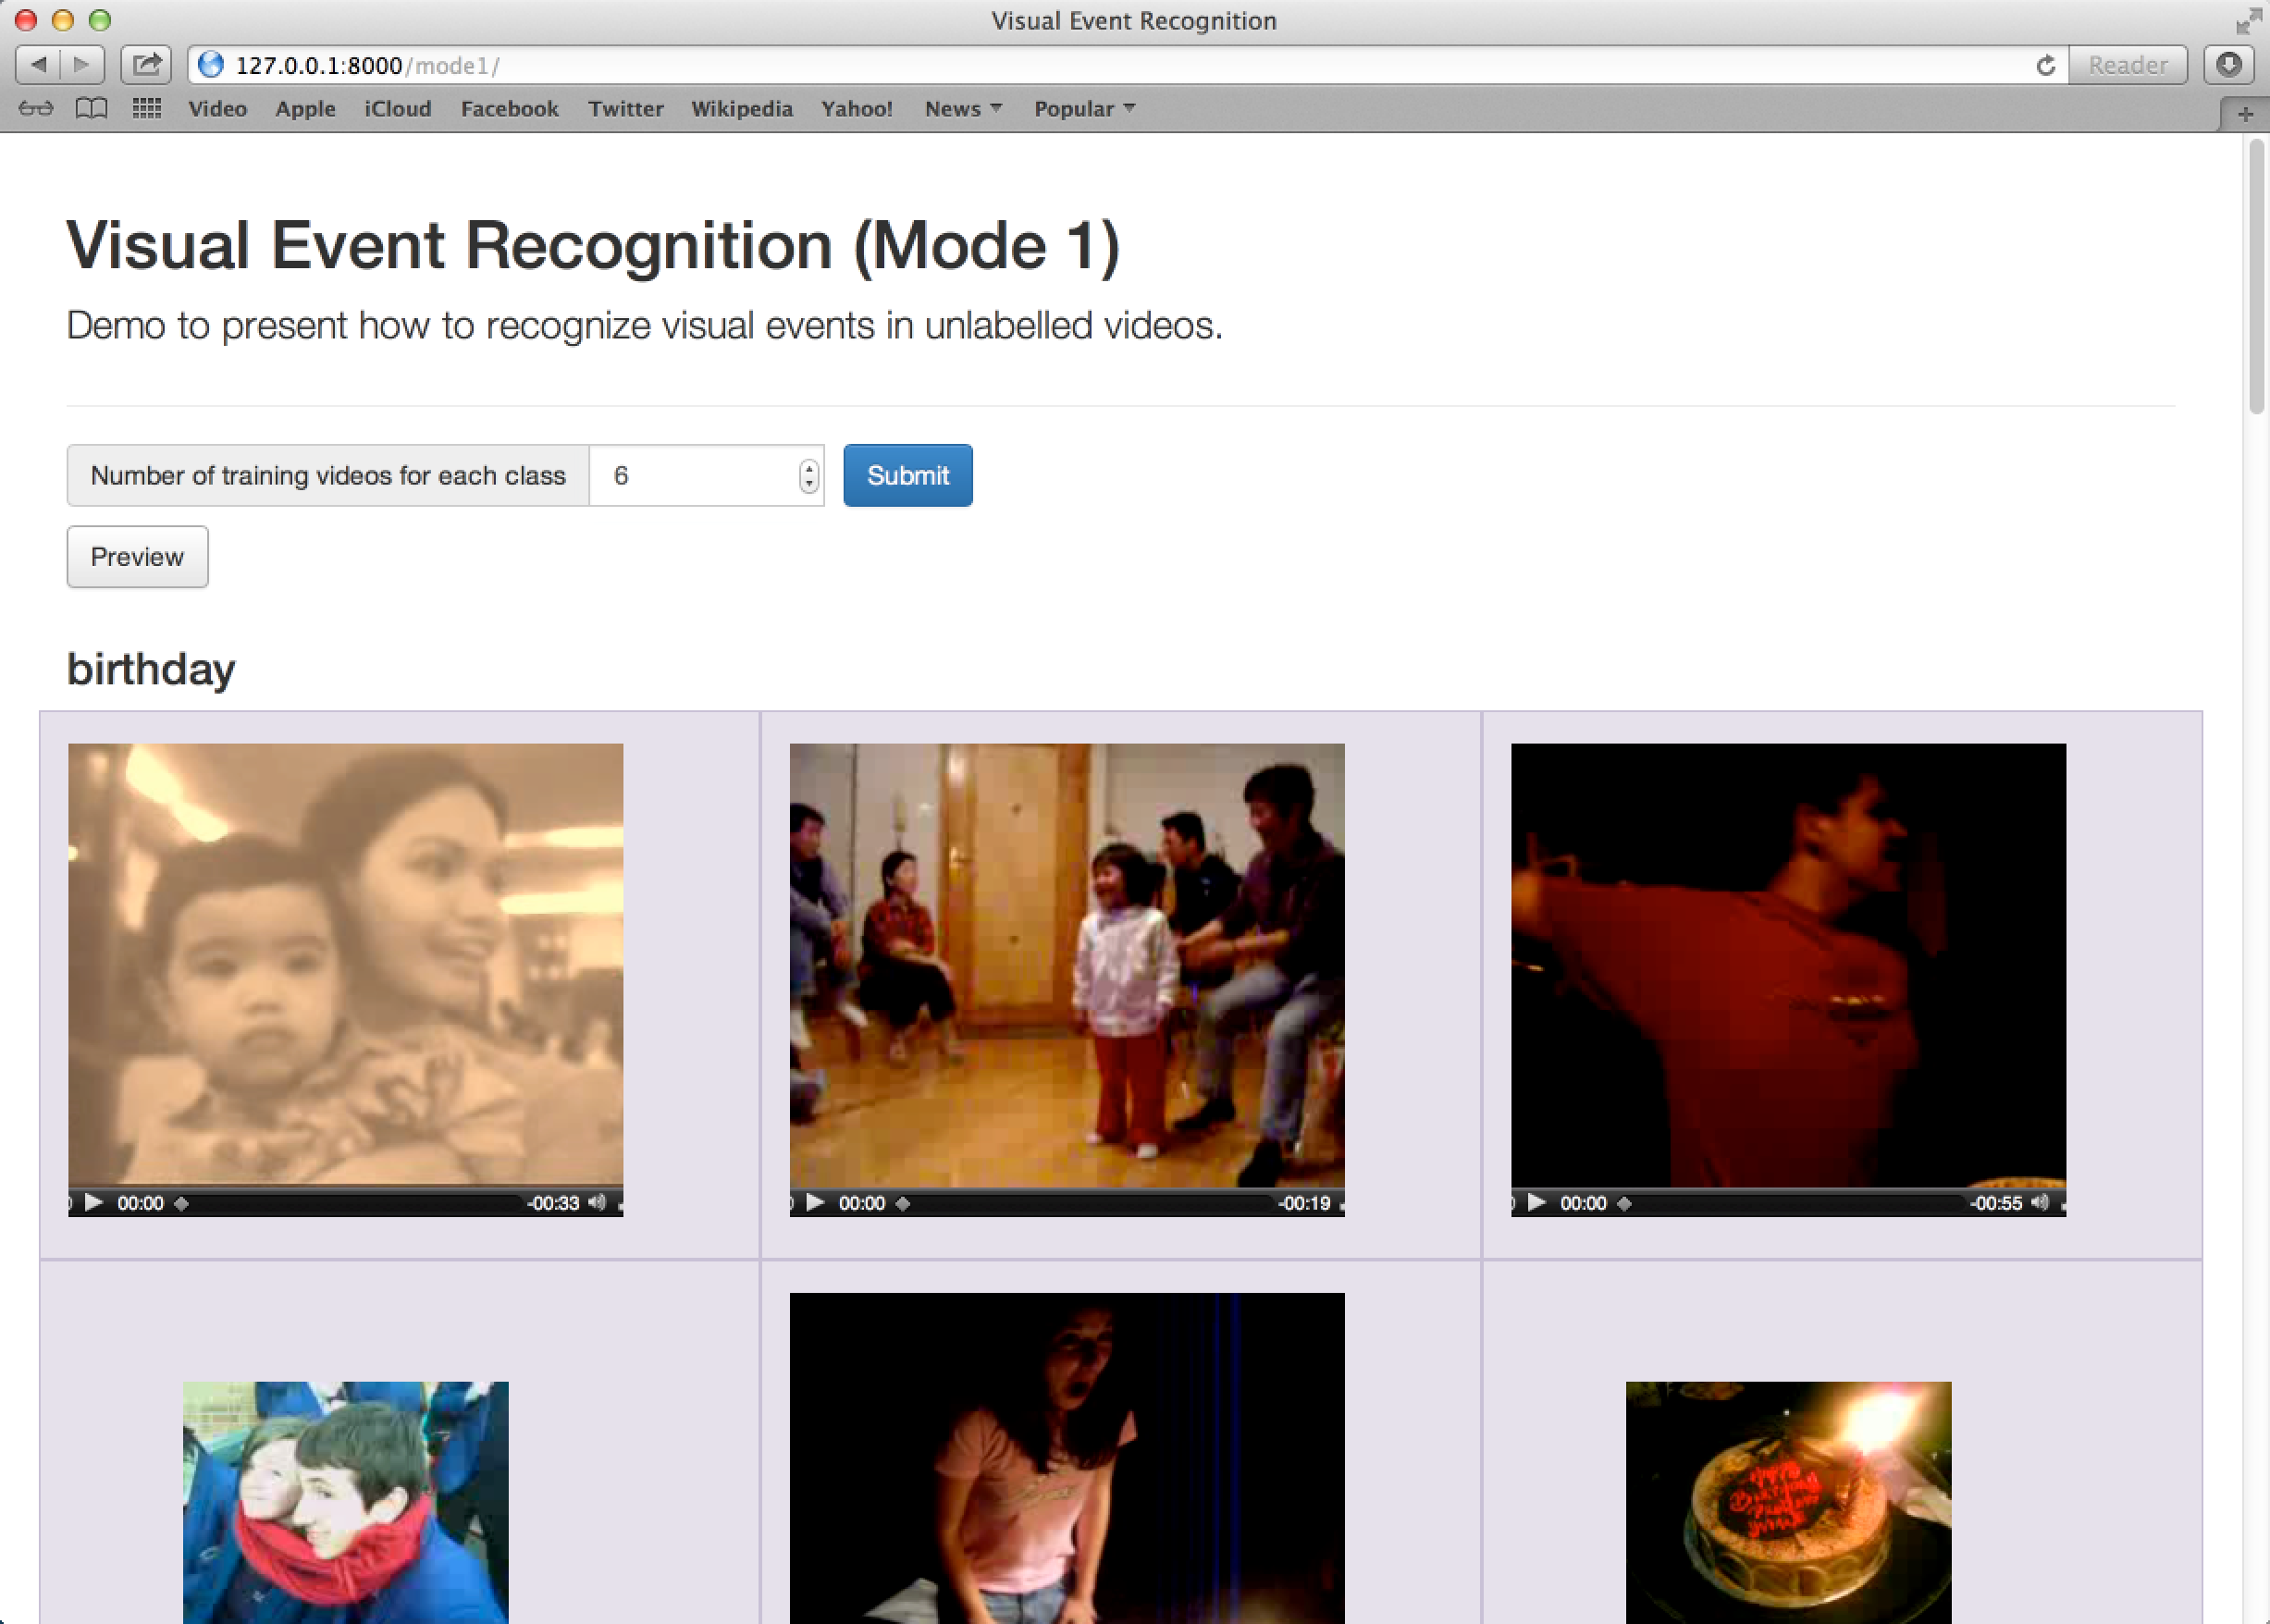 Visual Event Recognition
127.0.0.1:8000/mode1/
Reader
Video Apple iCloud Facebook Twitter Wikipedia Yahoo! News Popular
Visual Event Recognition (Mode 1)
Demo to present how to recognize visual events in unlabelled videos.
Number of training videos for each class 6 Submit
Preview
birthday
00:00 -00:33
00:00 -00:19
00:00 -00:55